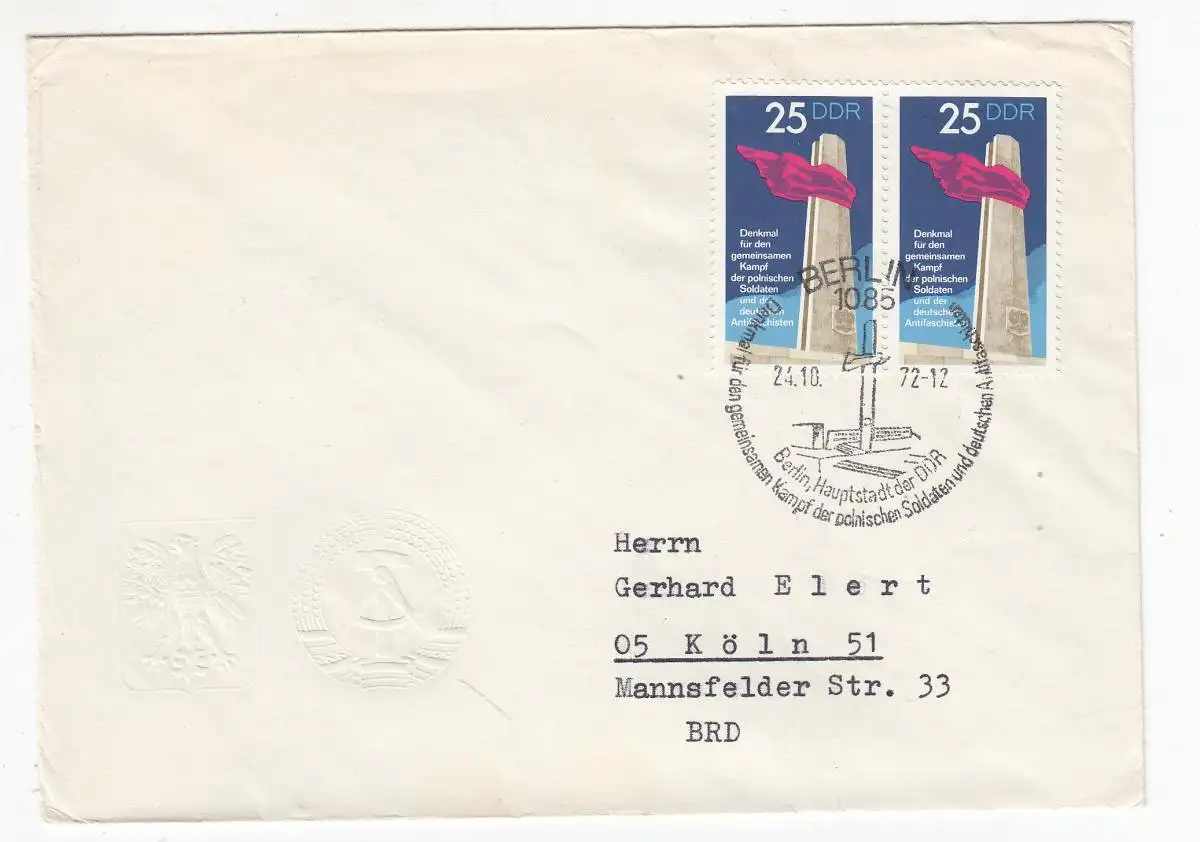 25 DDR
Denkmal
für den
gemeinsamen
Kampf
der polnischen
Soldaten
und der
deutschen
Antifaschisten
25 DDR
Denkmal
für den
gemeinsamen
Kampf
der polnischen
Soldaten
und der
deutschen
Antifaschisten
BERLIN
1085
24.10. 72-12
Berlin, Hauptstadt der DDR
Denkmal für den gemeinsamen Kampf der polnischen Soldaten und deutschen Antifaschisten
Herrn
Gerhard Elert
05 Köln 51
Mannsfelder Str. 33
BRD